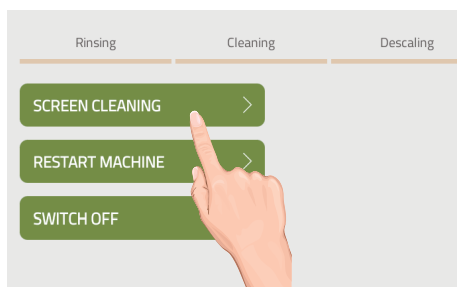 Rinsing Cleaning Descaling
SCREEN CLEANING
RESTART MACHINE
SWITCH OFF